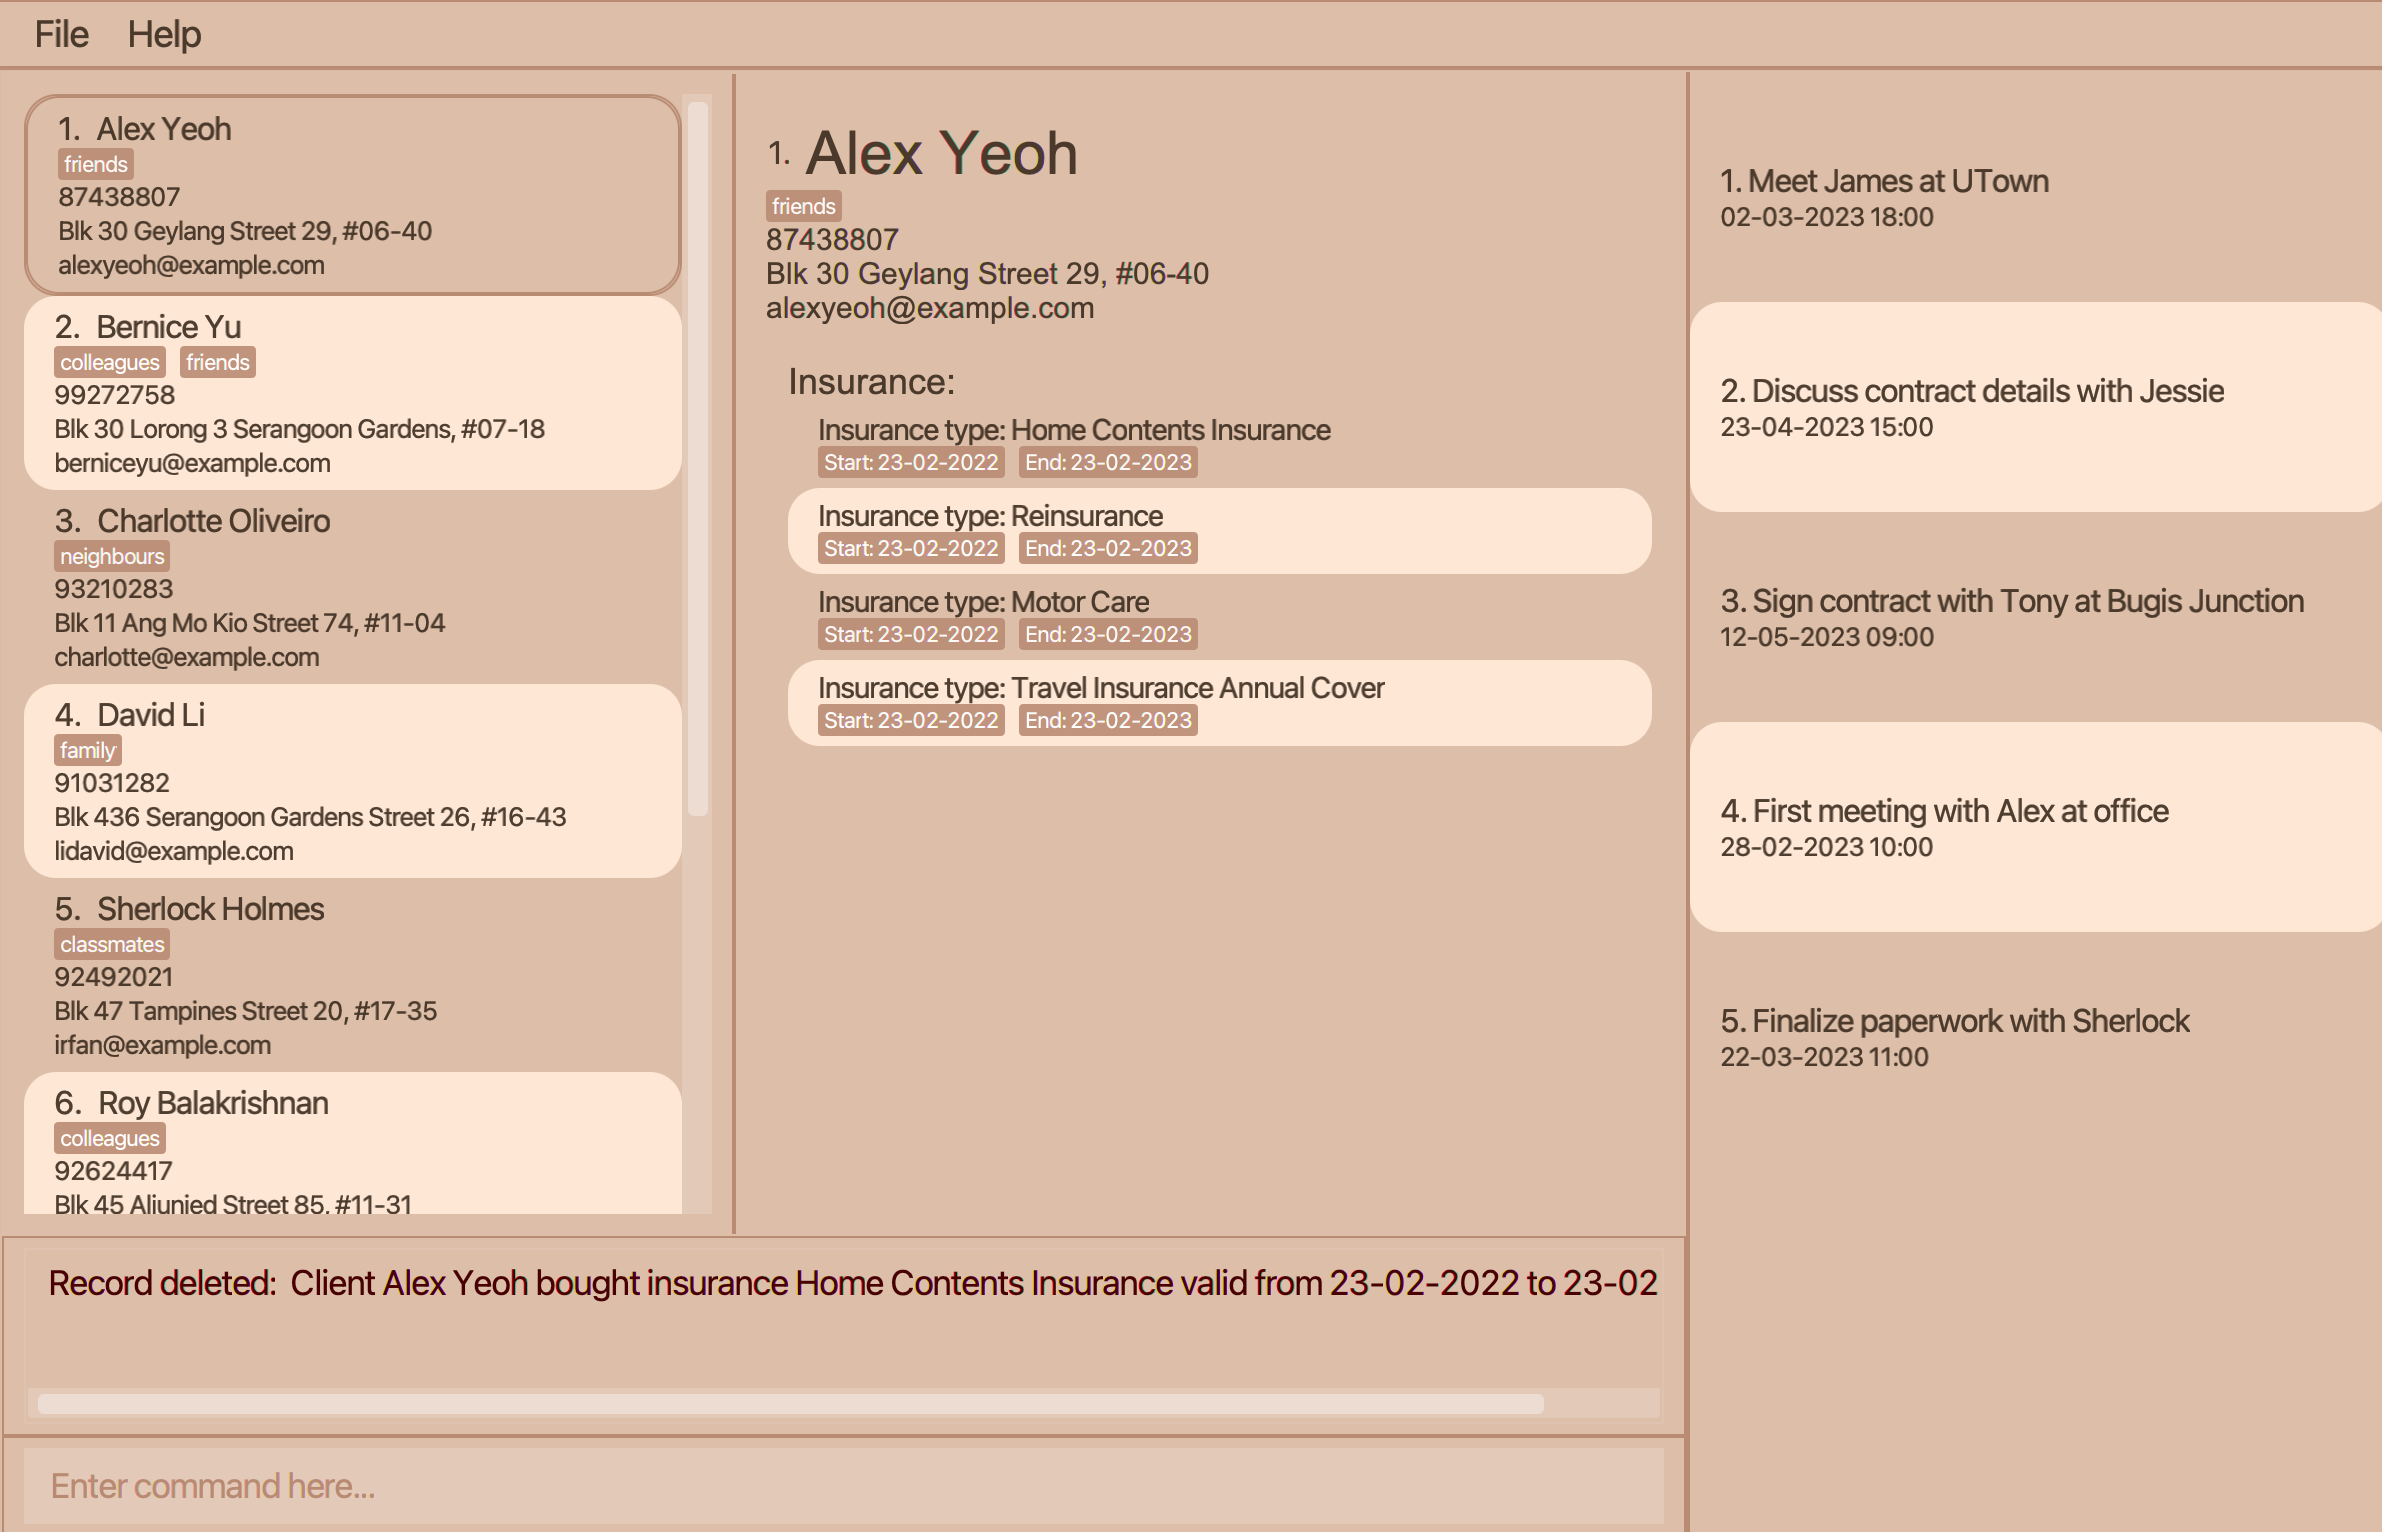 File Help
1. Alex Yeoh
friends
87438807
Blk 30 Geylang Street 29, #06-40
alexyeoh@example.com
2. Bernice Yu
colleagues friends
99272758
Blk 30 Lorong 3 Serangoon Gardens, #07-18
berniceyu@example.com
3. Charlotte Oliveiro
neighbours
93210283
Blk 11 Ang Mo Kio Street 74, #11-04
charlotte@example.com
4. David Li
family
91031282
Blk 436 Serangoon Gardens Street 26, #16-43
lidavid@example.com
5. Sherlock Holmes
classmates
92492021
Blk 47 Tampines Street 20, #17-35
irfan@example.com
6. Roy Balakrishnan
colleagues
92624417
Blk 45 Aljunied Street 85, #11-31
1. Alex Yeoh
friends
87438807
Blk 30 Geylang Street 29, #06-40
alexyeoh@example.com
Insurance:
Insurance type: Home Contents Insurance
Start: 23-02-2022 End: 23-02-2023
Insurance type: Reinsurance
Start: 23-02-2022 End: 23-02-2023
Insurance type: Motor Care
Start: 23-02-2022 End: 23-02-2023
Insurance type: Travel Insurance Annual Cover
Start: 23-02-2022 End: 23-02-2023
1. Meet James at UTown
02-03-2023 18:00
2. Discuss contract details with Jessie
23-04-2023 15:00
3. Sign contract with Tony at Bugis Junction
12-05-2023 09:00
4. First meeting with Alex at office
28-02-2023 10:00
5. Finalize paperwork with Sherlock
22-03-2023 11:00
Record deleted: Client Alex Yeoh bought insurance Home Contents Insurance valid from 23-02-2022 to 23-02
Enter command here...